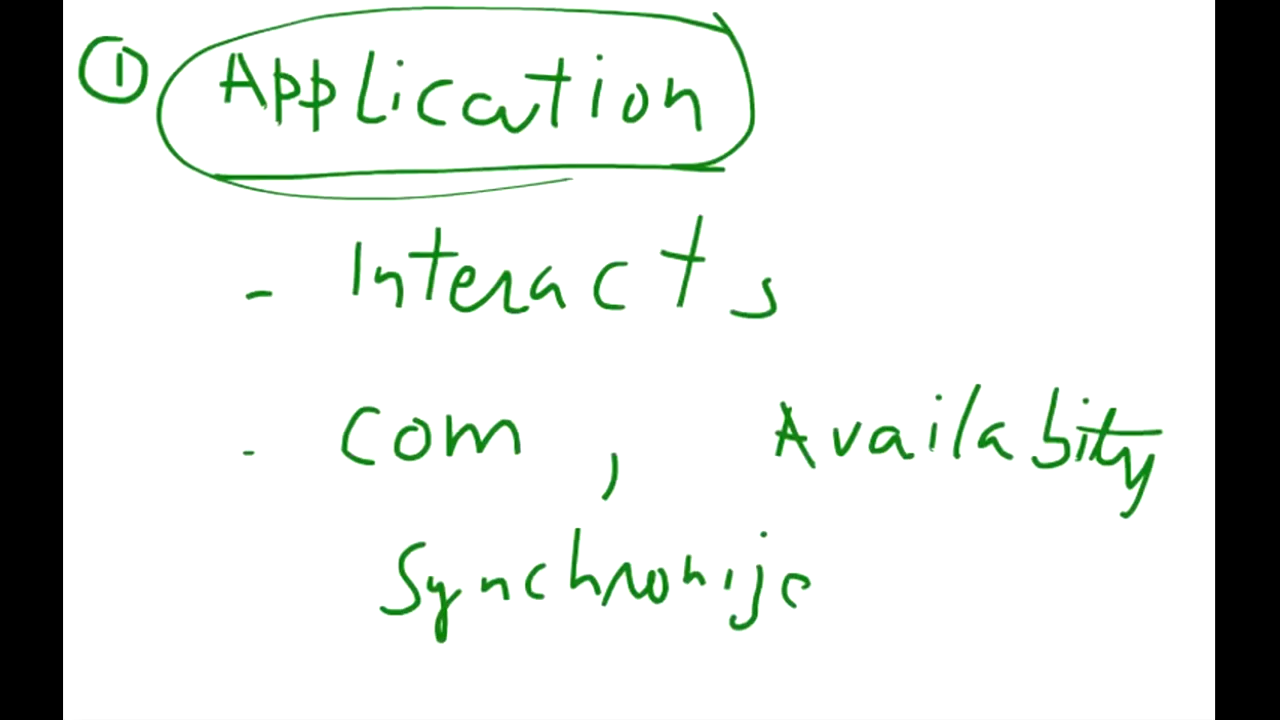 ① Application
- Interacts
- Com, Availabity
Synchronize